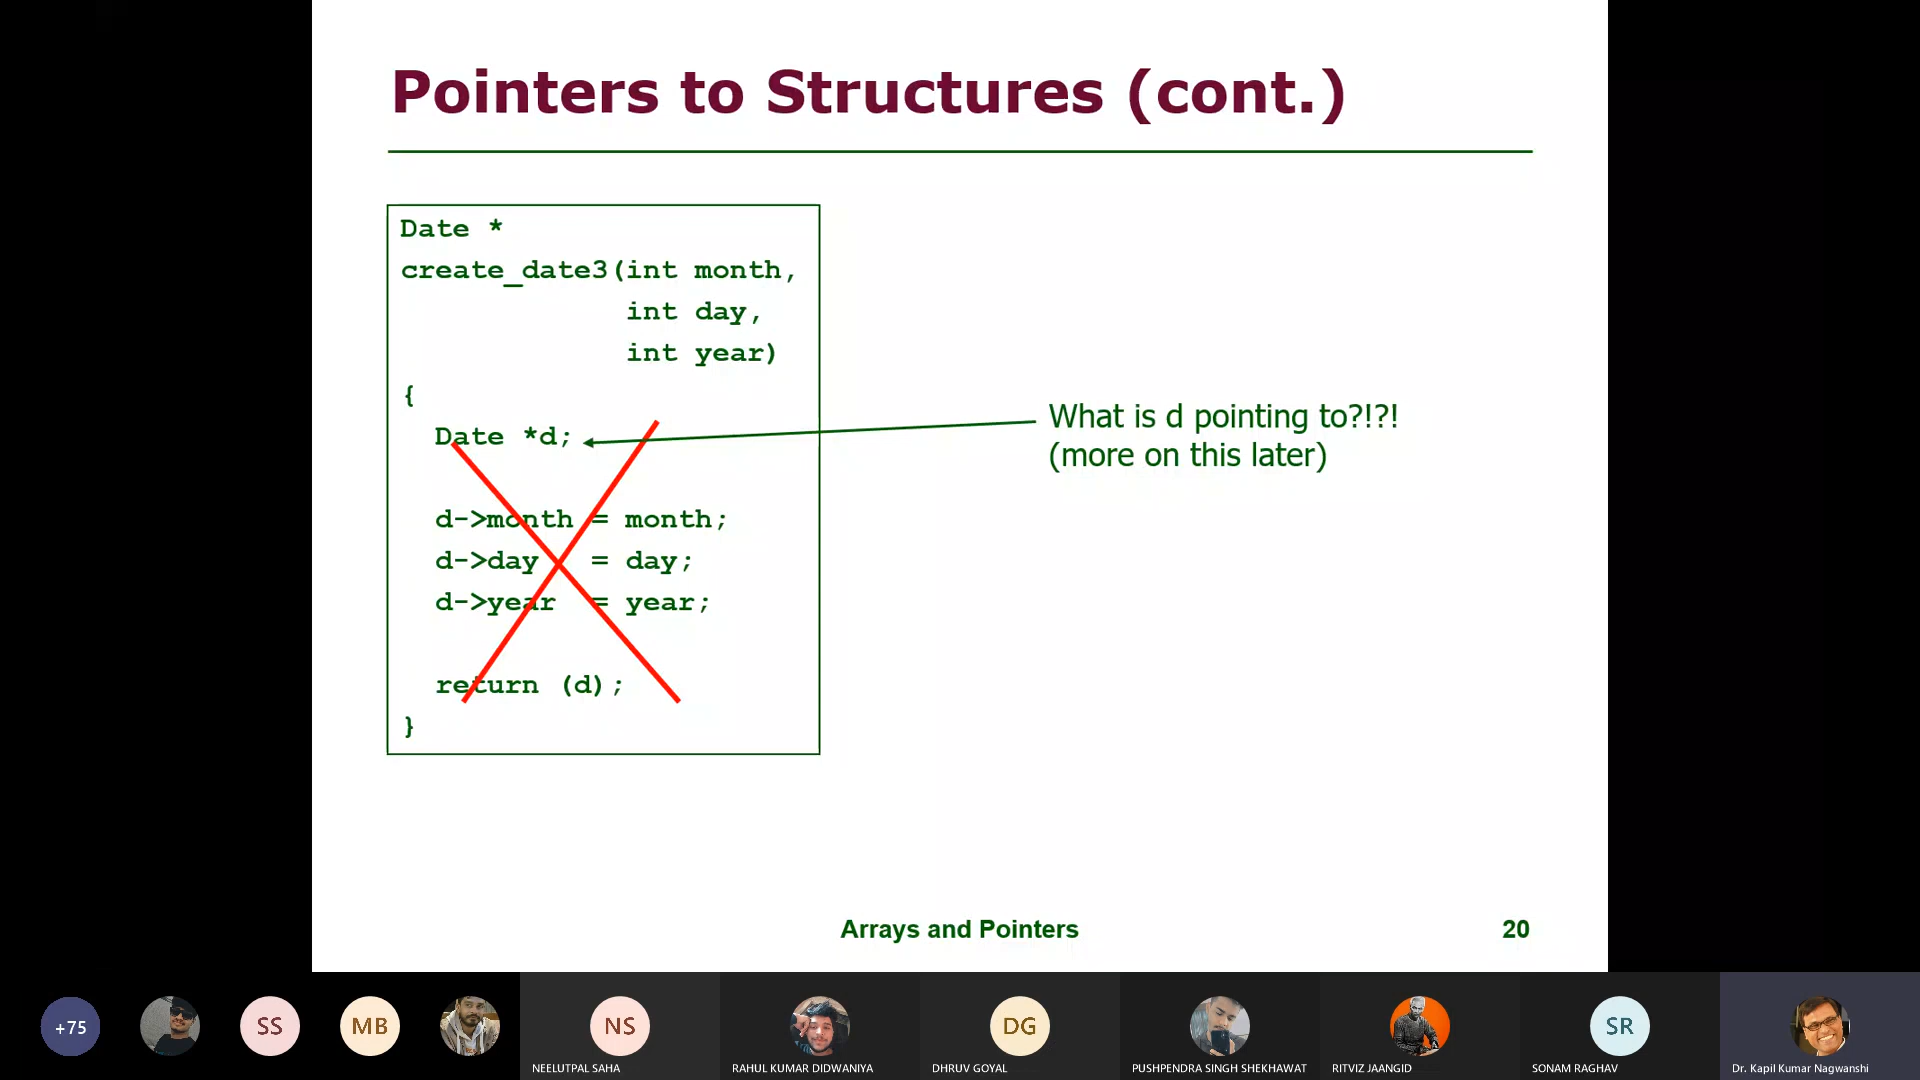 Pointers to Structures (cont.)
Date *
create_date3(int month,
int day,
int year)
{
Date *d;
d->month = month;
d->day = day;
d->year = year;
return (d);
}
What is d pointing to?!?!
(more on this later)
Arrays and Pointers
20
+75
SS
MB
NS
DG
SR
NEELUTPAL SAHA
RAHUL KUMAR DIDWANIYA
DHRUV GOYAL
PUSHPENDRA SINGH SHEKHAWAT
RITVIZ JAANGID
SONAM RAGHAV
Dr. Kapil Kumar Nagwanshi